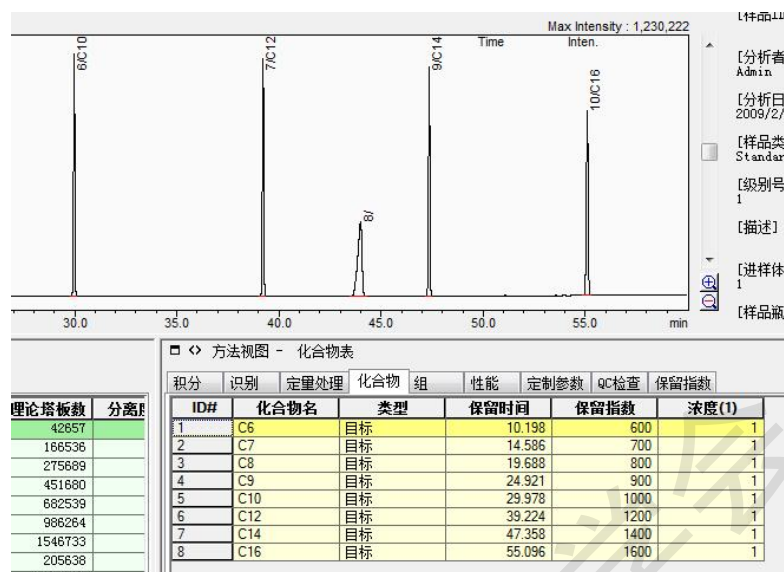 Max Intensity : 1,230,222
Time Inten.
6/C10
7/C12
8/
9/C14
10/C16
30.0 35.0 40.0 45.0 50.0 55.0 min
[分析者
Admin
[分析日
2009/2/
[样品类
Standar
[级别号
1
[描述]
[进样体
1
[样品瓶
方法视图 - 化合物表
积分 识别 定量处理 化合物 组 性能 定制参数 QC检查 保留指数
理论塔板数 分离度
42657
166536
275689
451680
682539
986264
1546733
205638
ID# 化合物名 类型 保留时间 保留指数 浓度(1)
1 C6 目标 10.198 600 1
2 C7 目标 14.586 700 1
3 C8 目标 19.688 800 1
4 C9 目标 24.921 900 1
5 C10 目标 29.978 1000 1
6 C12 目标 39.224 1200 1
7 C14 目标 47.358 1400 1
8 C16 目标 55.096 1600 1